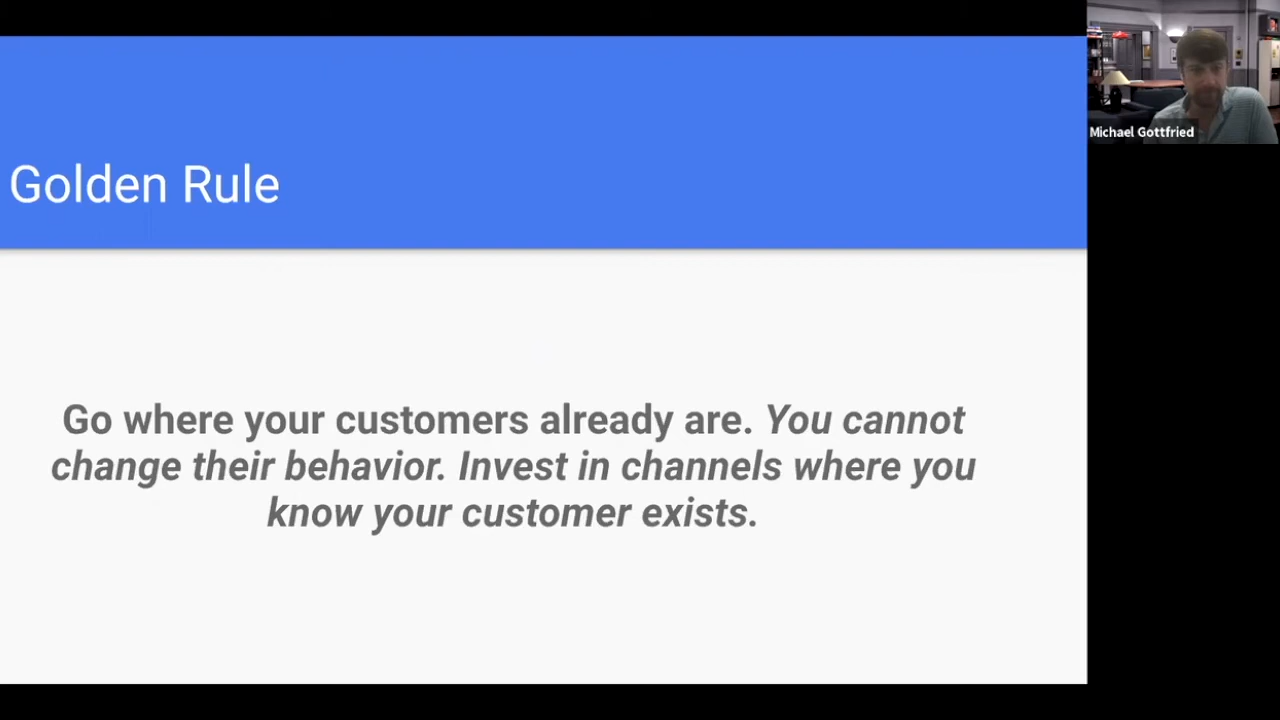 Golden Rule
Go where your customers already are. You cannot
change their behavior. Invest in channels where you
know your customer exists.
Michael Gottfried